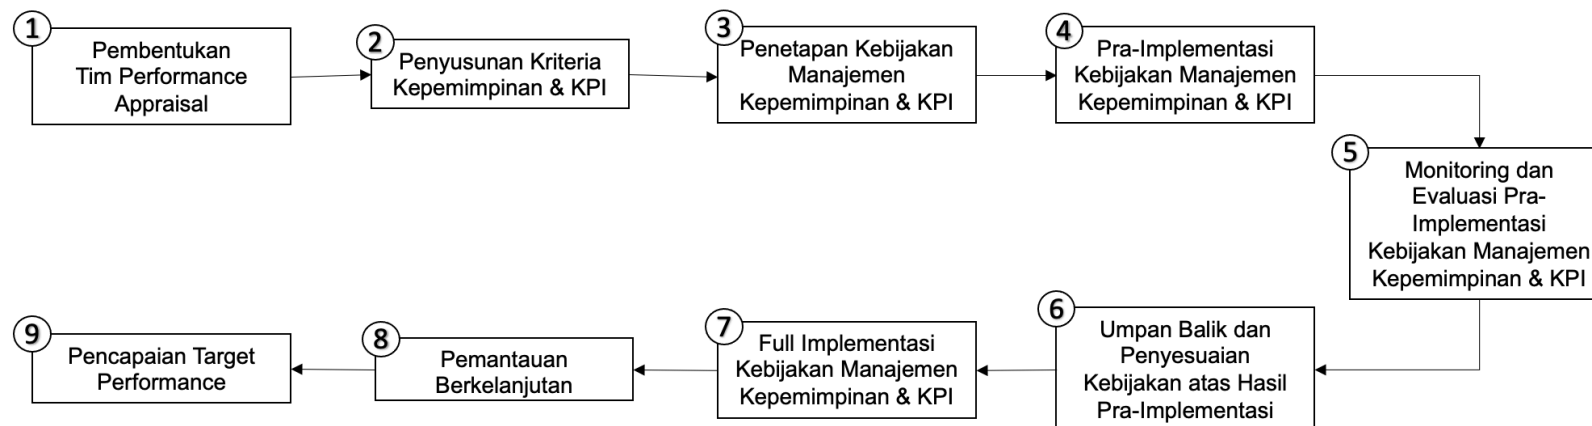 1
Pembentukan
Tim Performance
Appraisal
2
Penyusunan Kriteria
Kepemimpinan & KPI
3
Penetapan Kebijakan
Manajemen
Kepemimpinan & KPI
4
Pra-Implementasi
Kebijakan Manajemen
Kepemimpinan & KPI
5
Monitoring dan
Evaluasi Pra-
Implementasi
Kebijakan Manajemen
Kepemimpinan & KPI
6
Umpan Balik dan
Penyesuaian
Kebijakan atas Hasil
Pra-Implementasi
7
Full Implementasi
Kebijakan Manajemen
Kepemimpinan & KPI
8
Pemantauan
Berkelanjutan
9
Pencapaian Target
Performance